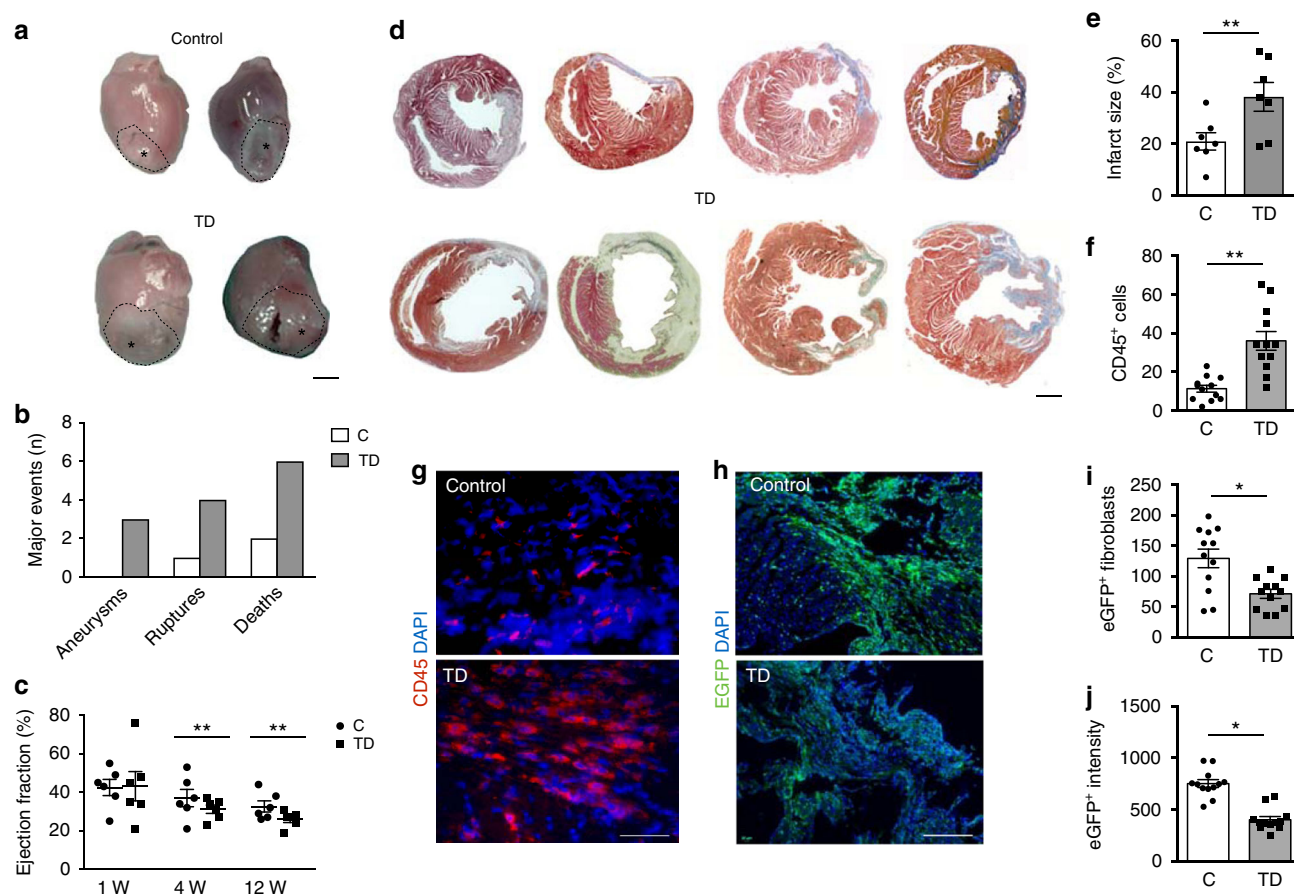 a
Control
*
*
TD
*
*
b
8
6
4
2
0
Major events (n)
C
TD
Aneurysms
Ruptures
Deaths
c
80
60
40
20
0
Ejection fraction (%)
**
**
C
TD
1 W
4 W
12 W
d
TD
e
**
60
40
20
0
Infarct size (%)
C
TD
f
**
80
60
40
20
0
CD45+ cells
C
TD
g
Control
TD
CD45 DAPI
h
Control
TD
EGFP DAPI
i
*
250
200
150
100
50
0
eGFP+ fibroblasts
C
TD
j
*
1500
1000
500
0
eGFP+ intensity
C
TD